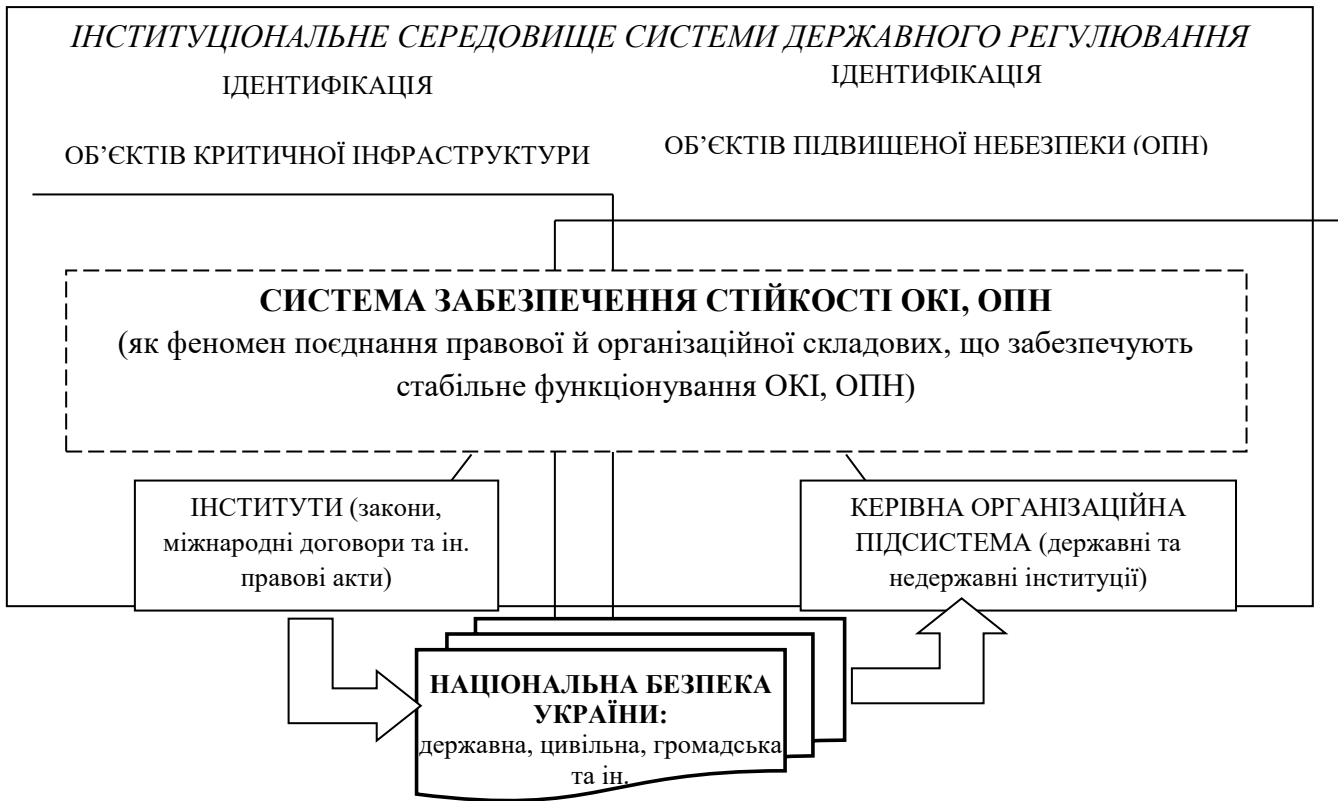 ІНСТИТУЦІОНАЛЬНЕ СЕРЕДОВИЩЕ СИСТЕМИ ДЕРЖАВНОГО РЕГУЛЮВАННЯ
ІДЕНТИФІКАЦІЯ
ОБ’ЄКТІВ КРИТИЧНОЇ ІНФРАСТРУКТУРИ
ІДЕНТИФІКАЦІЯ
ОБ’ЄКТІВ ПІДВИЩЕНОЇ НЕБЕЗПЕКИ (ОПН)
СИСТЕМА ЗАБЕЗПЕЧЕННЯ СТІЙКОСТІ ОКІ, ОПН
(як феномен поєднання правової й організаційної складових, що забезпечують
стабільне функціонування ОКІ, ОПН)
ІНСТИТУТИ (закони,
міжнародні договори та ін.
правові акти)
КЕРІВНА ОРГАНІЗАЦІЙНА
ПІДСИСТЕМА (державні та
недержавні інституції)
НАЦІОНАЛЬНА БЕЗПЕКА
УКРАЇНИ:
державна, цивільна, громадська
та ін.